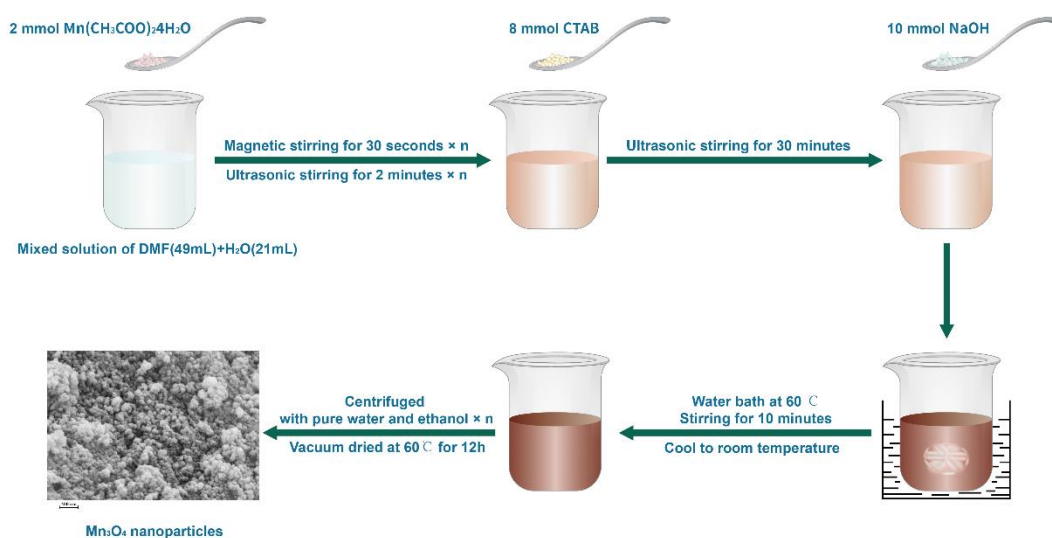 2 mmol Mn(CH₃COO)₂4H₂O
8 CTAB
10 mmol NaOH
Magnetic stirring for 30 seconds × n
Ultrasonic stirring for 2 minutes × n
Ultrasonic stirring for 30 minutes
Mixed solution of DMF(49mL)+H₂O(21mL)
Water bath at 60 ℃
Stirring for 10 minutes
Cool to room temperature
Centrifuged
with pure water and ethanol × n
Vacuum dried at 60℃ for 12h
Mn₃O₄ nanoparticles